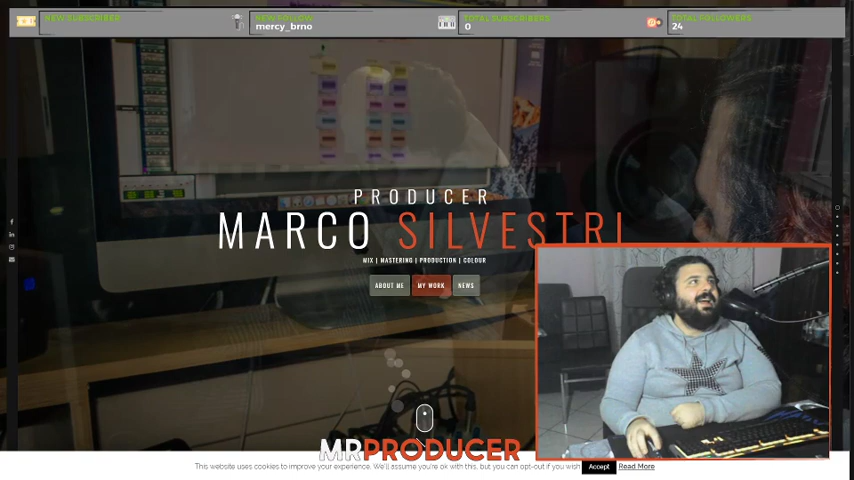 NEW SUBSCRIBER
NEW FOLLOW
mercy_brno
TOTAL SUBSCRIBERS
0
TOTAL FOLLOWERS
24
PRODUCER
MARCO SILVESTRI
MIX | MASTERING | PRODUCTION | COLOUR
ABOUT ME
MY WORK
NEWS
MRPRODUCER
This website uses cookies to improve your experience. We'll assume you're ok with this, but you can opt-out if you wish
Accept
Read More